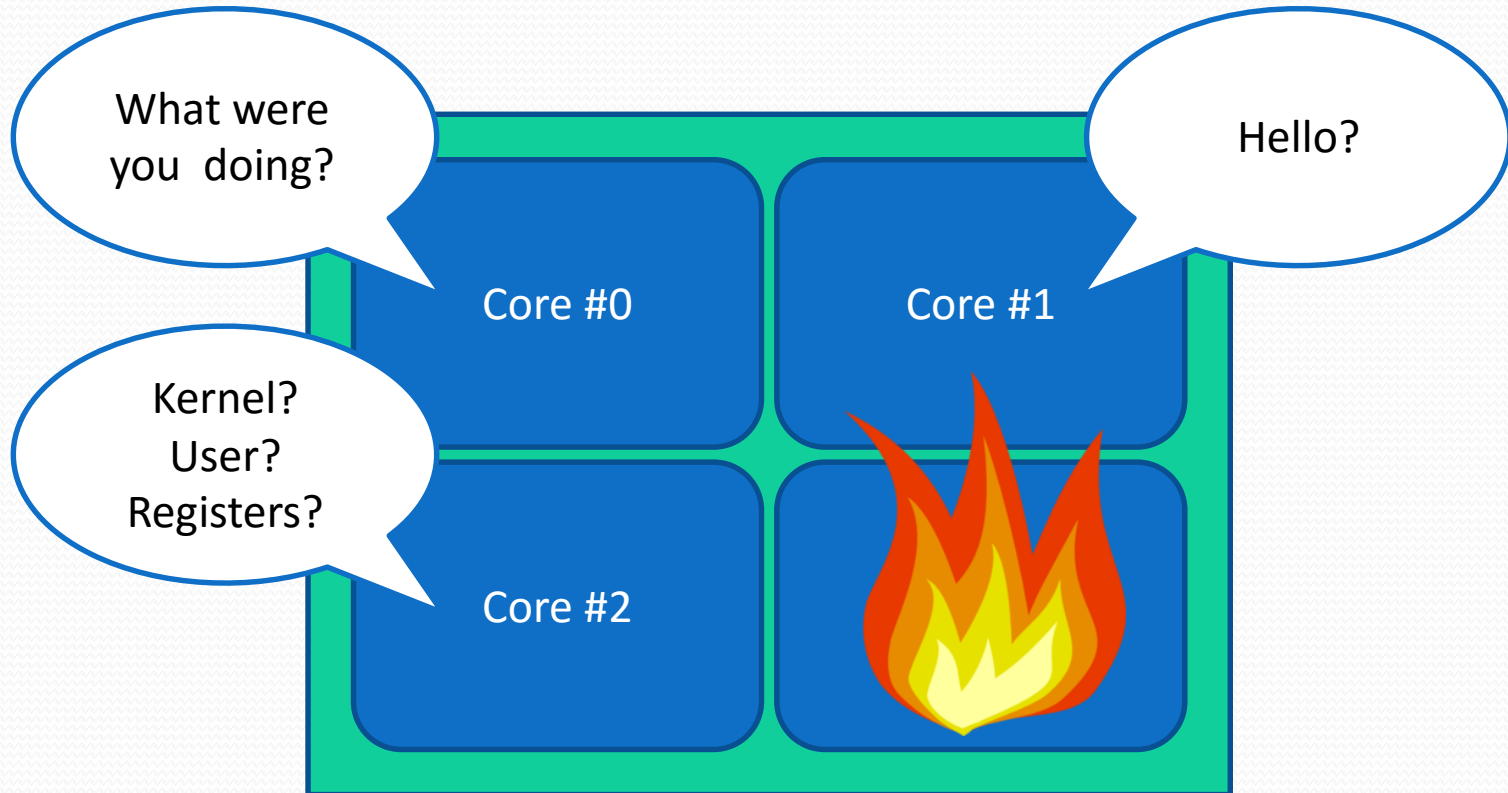 What were
you  doing?
Hello?
Core #0
Core #1
Kernel?
User?
Registers?
Core #2